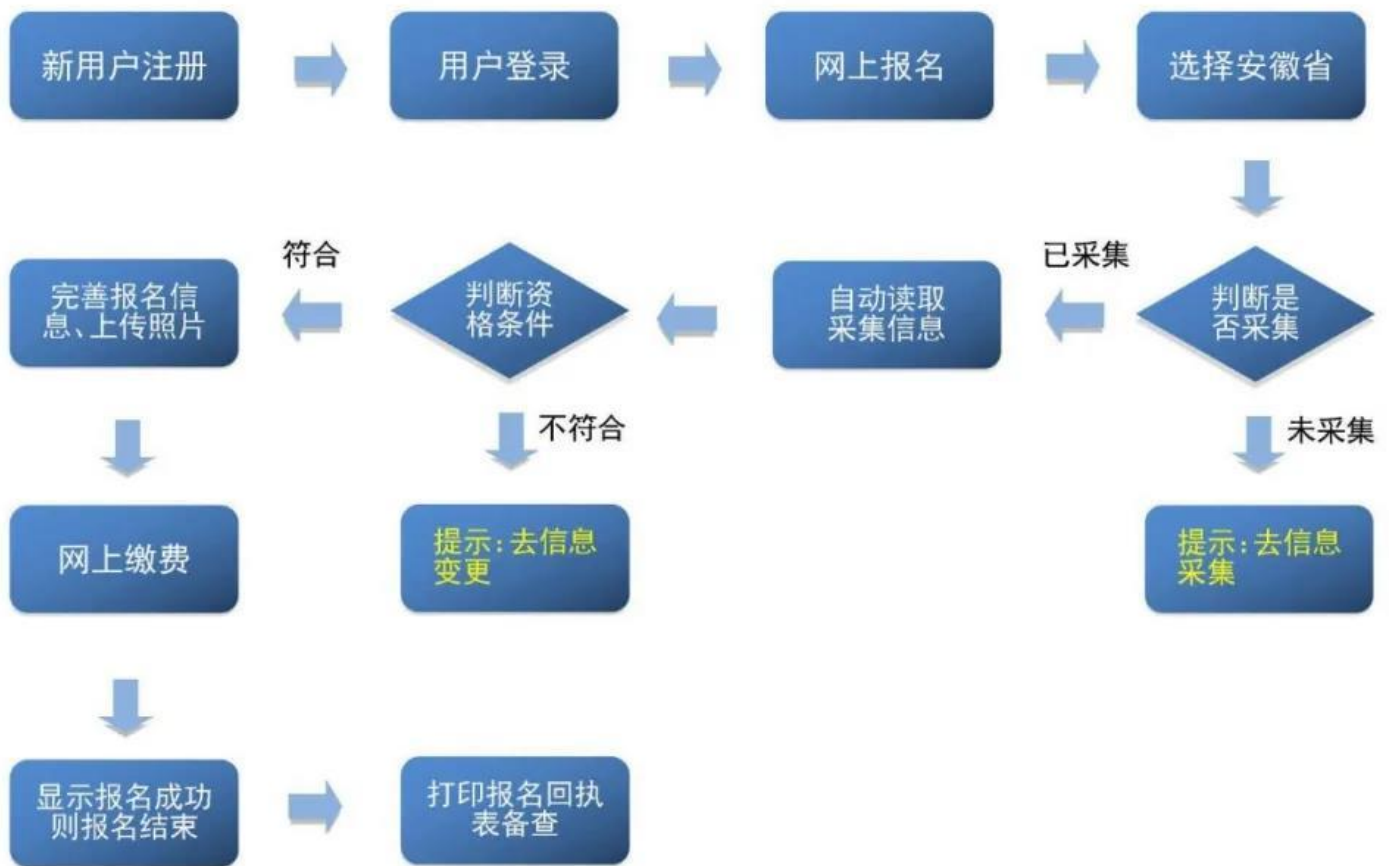 新用户注册
用户登录
网上报名
选择安徽省
符合
已采集
完善报名信
息、上传照片
判断资
格条件
自动读取
采集信息
判断是
否采集
不符合
未采集
网上缴费
提示:去信息
变更
提示:去信息
采集
显示报名成功
则报名结束
打印报名回执
表备查